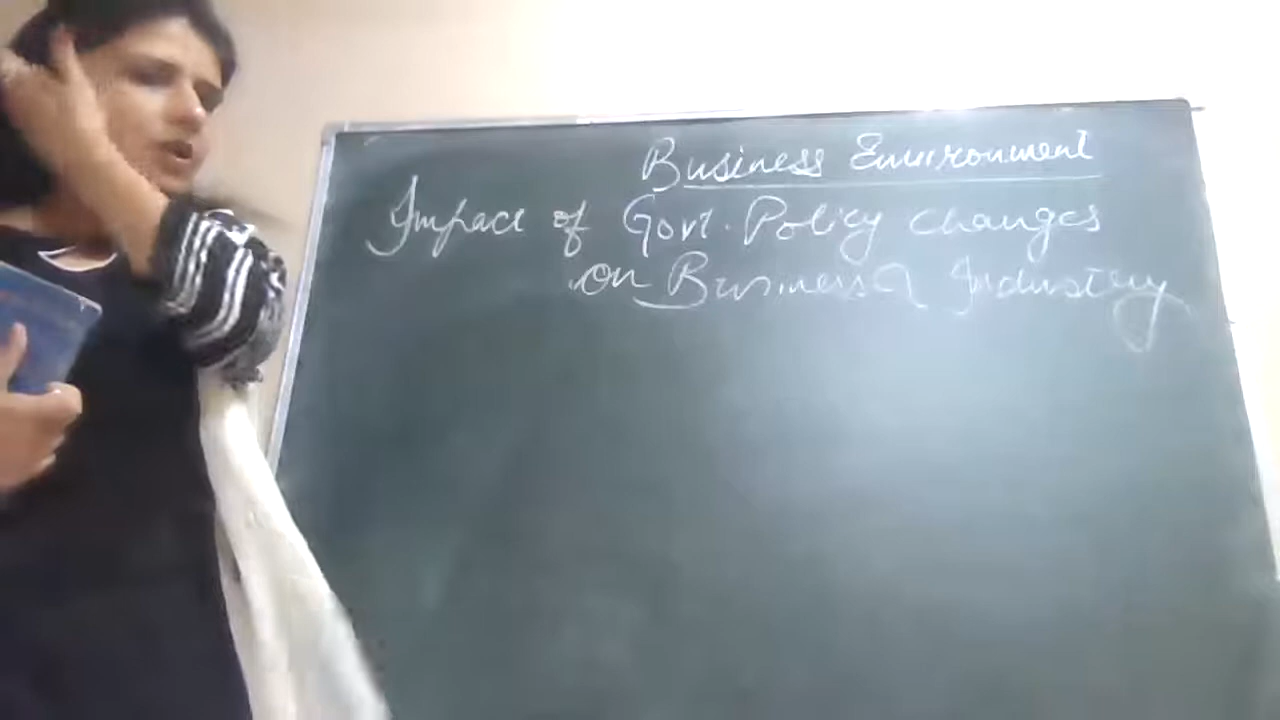 Business Environment
Impact of Govt. Policy changes
on Business & Industry